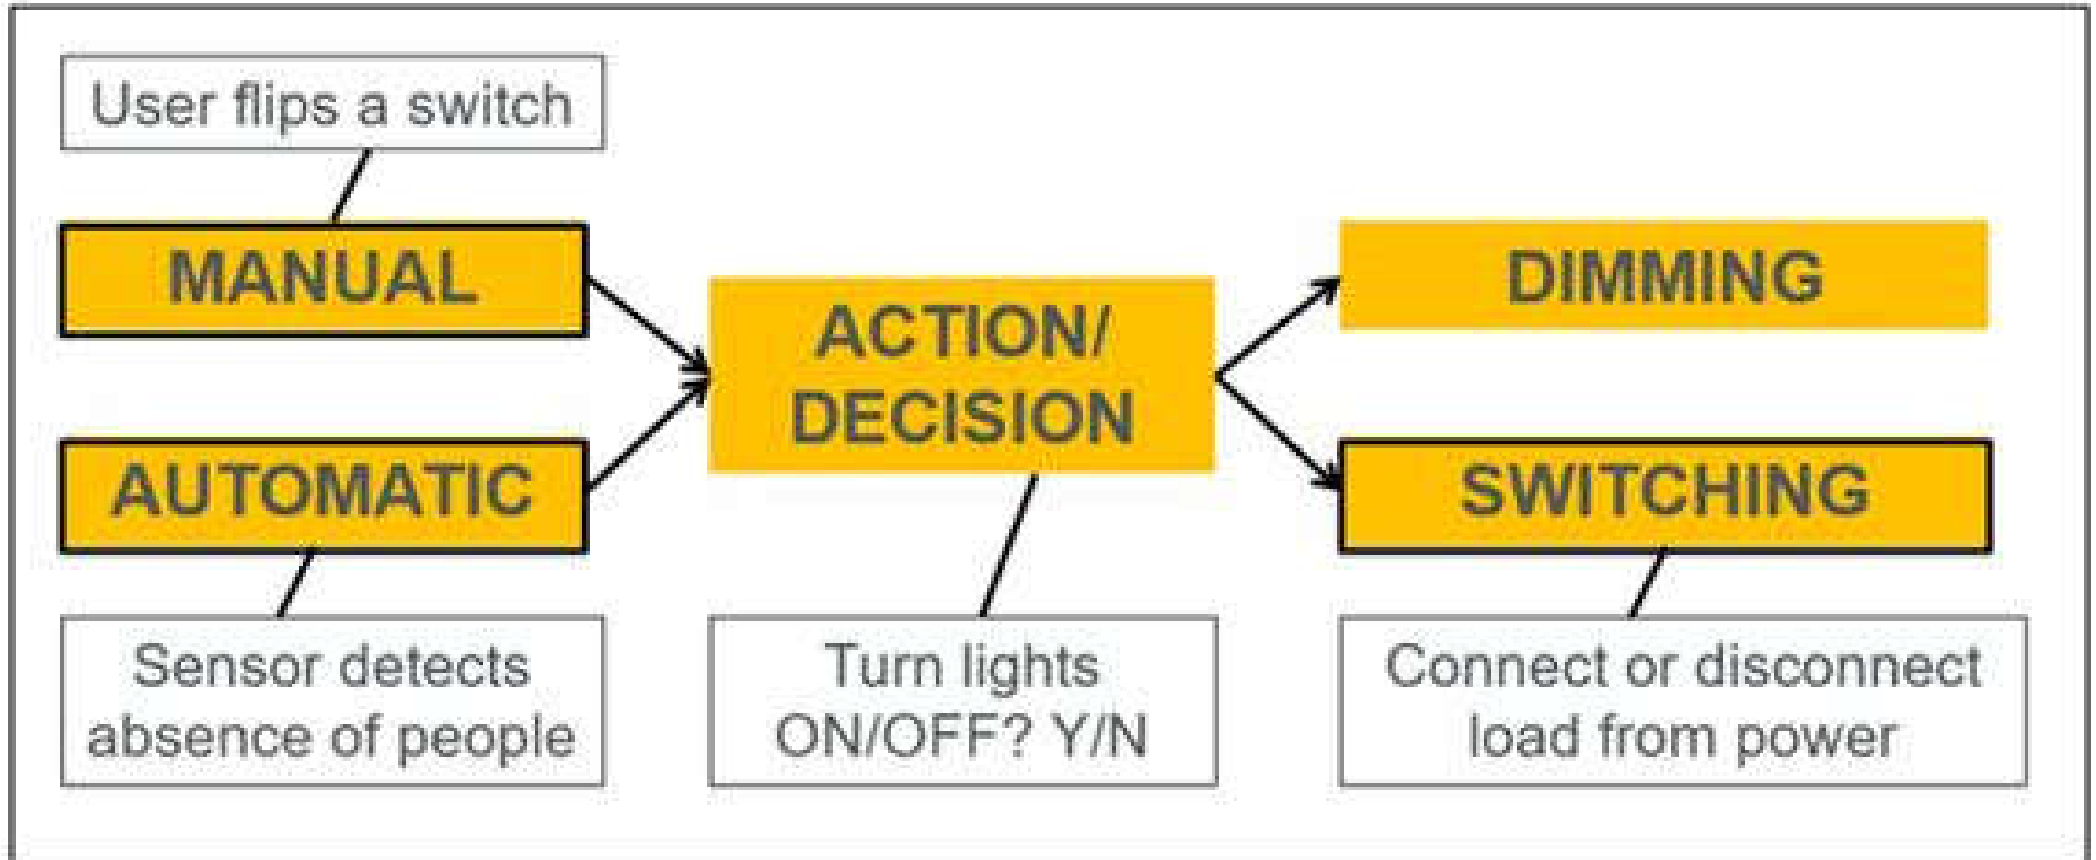 User flips a switch
MANUAL
AUTOMATIC
Sensor detects
absence of people
ACTION/
DECISION
Turn lights
ON/OFF? Y/N
DIMMING
SWITCHING
Connect or disconnect
load from power